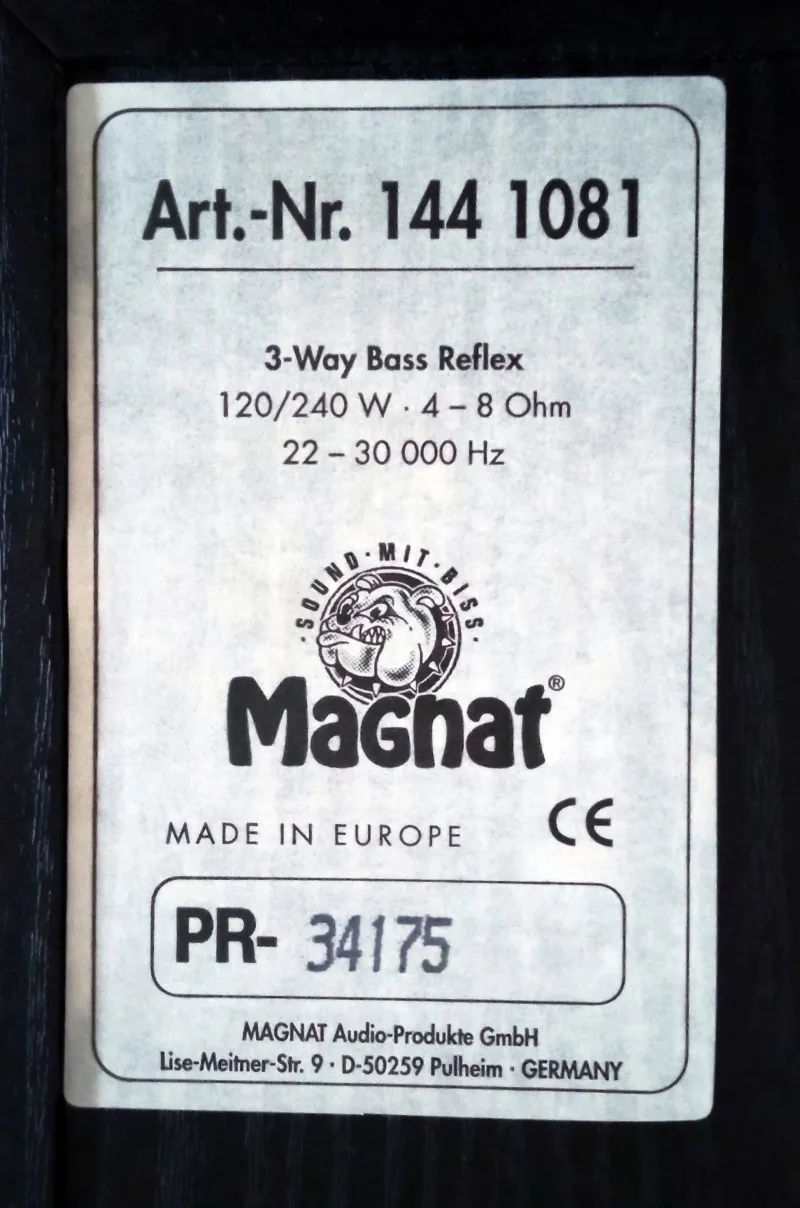 Art.-Nr. 144 1081
3-Way Bass Reflex
120/240 W · 4 – 8 Ohm
22 – 30 000 Hz
· SOUND · MIT · BISS ·
Magnat®
MADE IN EUROPE CE
PR- 34175
MAGNAT Audio-Produkte GmbH
Lise-Meitner-Str. 9 · D-50259 Pulheim · GERMANY